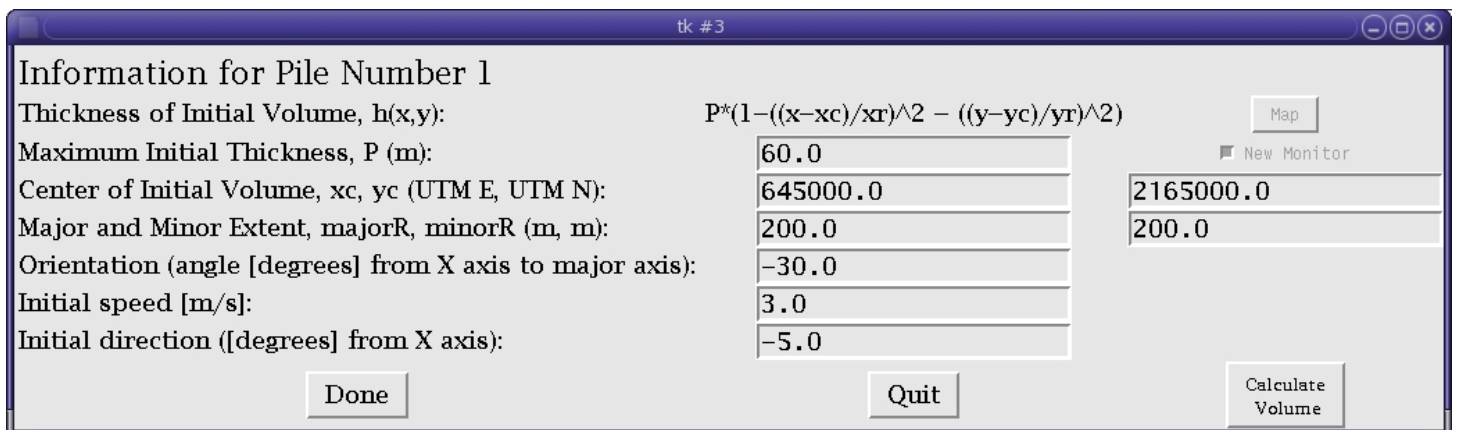 tk #3
Information for Pile Number 1
Thickness of Initial Volume, h(x,y): P*(1-((x-xc)/xr)^2 - ((y-yc)/yr)^2) Map
Maximum Initial Thickness, P (m): 60.0 New Monitor
Center of Initial Volume, xc, yc (UTM E, UTM N): 645000.0 2165000.0
Major and Minor Extent, majorR, minorR (m, m): 200.0 200.0
Orientation (angle [degrees] from X axis to major axis): -30.0
Initial speed [m/s]: 3.0
Initial direction ([degrees] from X axis): -5.0
Done Quit Calculate
Volume